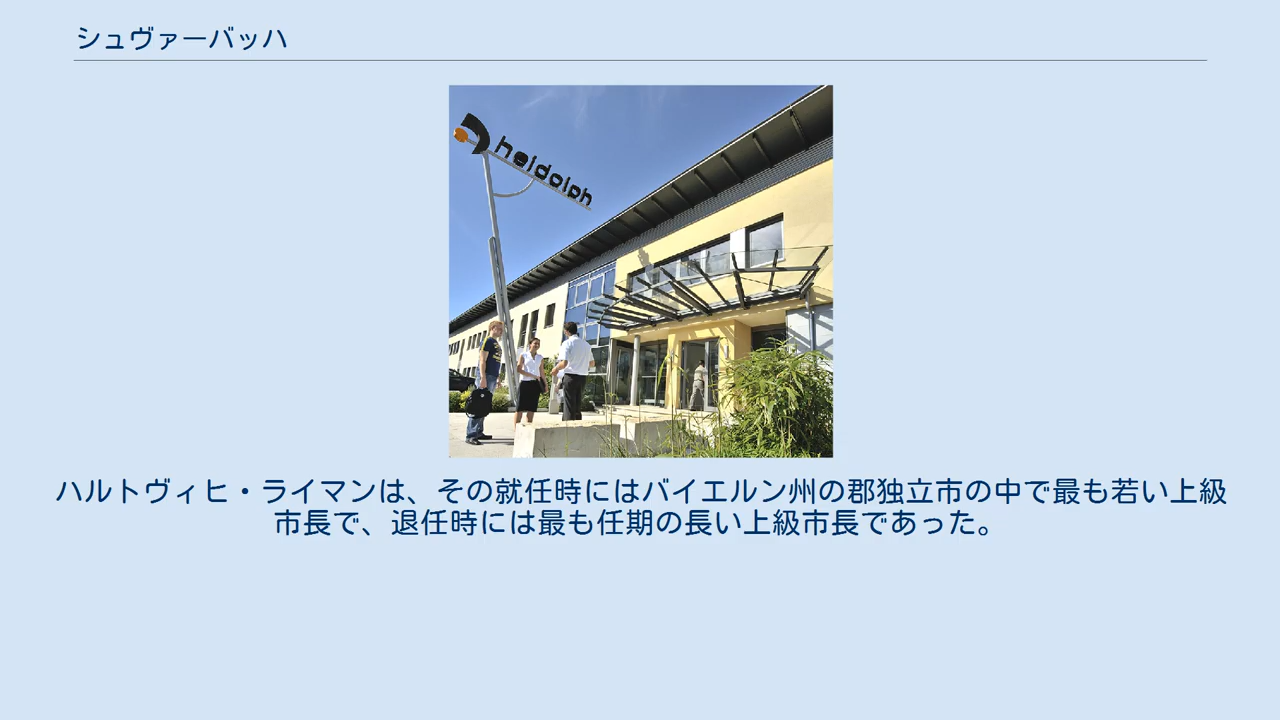 シュヴァーバッハ
heidolph
ハルトヴィヒ・ライマンは、その就任時にはバイエルン州の郡独立市の中で最も若い上級
市長で、退任時には最も任期の長い上級市長であった。